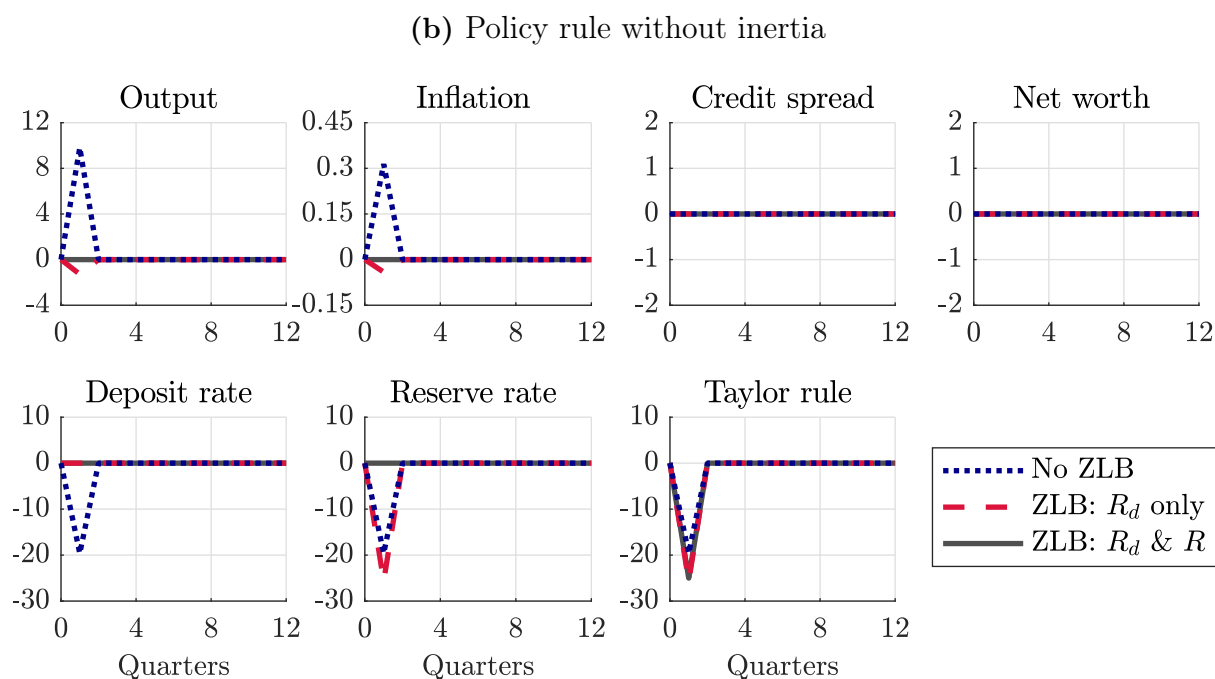 (b) Policy rule without inertia
Output
12
8
4
0
-4
0 4 8 12
Inflation
0.45
0.3
0.15
0
-0.15
0 4 8 12
Credit spread
2
1
0
-1
-2
0 4 8 12
Net worth
2
1
0
-1
-2
0 4 8 12
Deposit rate
10
0
-10
-20
-30
0 4 8 12
Quarters
Reserve rate
10
0
-10
-20
-30
0 4 8 12
Quarters
Taylor rule
10
0
-10
-20
-30
0 4 8 12
Quarters
No ZLB
ZLB: R_d only
ZLB: R_d & R